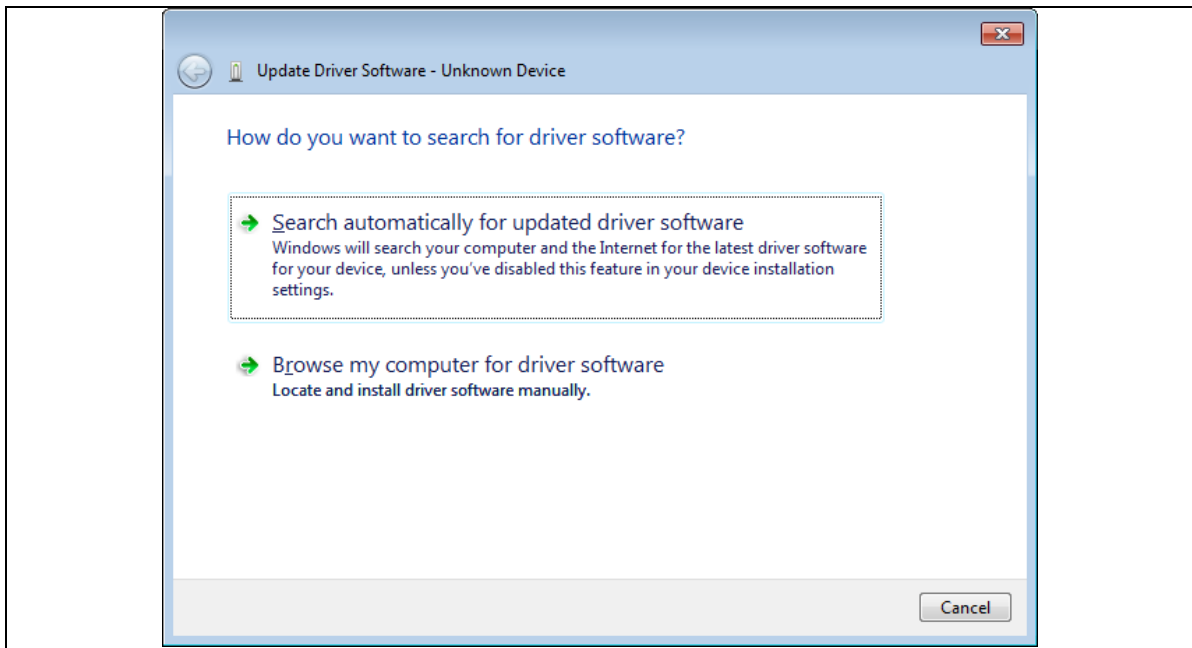 Update Driver Software - Unknown Device
How do you want to search for driver software?
Search automatically for updated driver software
Windows will search your computer and the Internet for the latest driver software
for your device, unless you've disabled this feature in your device installation
settings.
Browse my computer for driver software
Locate and install driver software manually.
Cancel